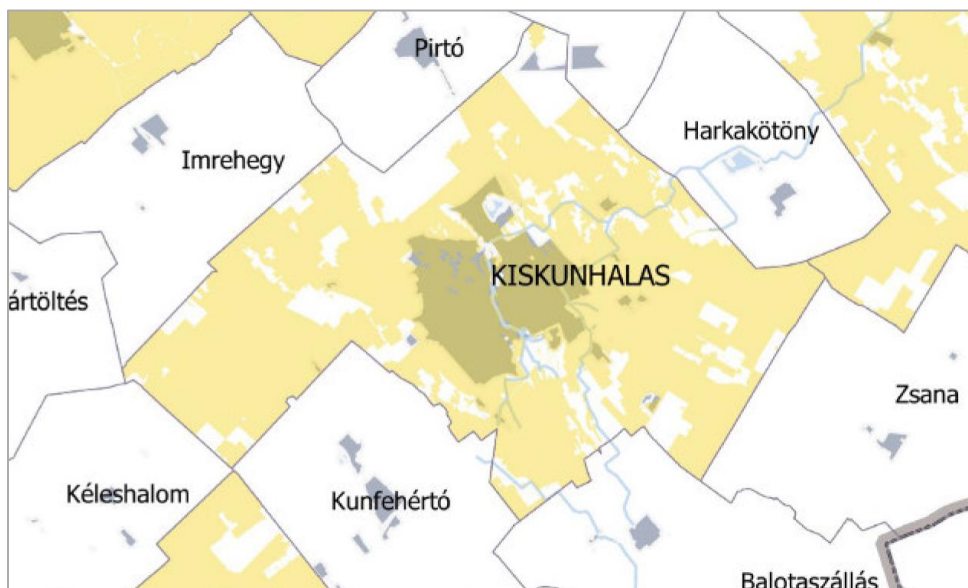 Pirtó
Harkakötöny
Imrehegy
KISKUNHALAS
ártöltés
Zsana
Kéleshalom
Kunfehértó
Balotaszállás